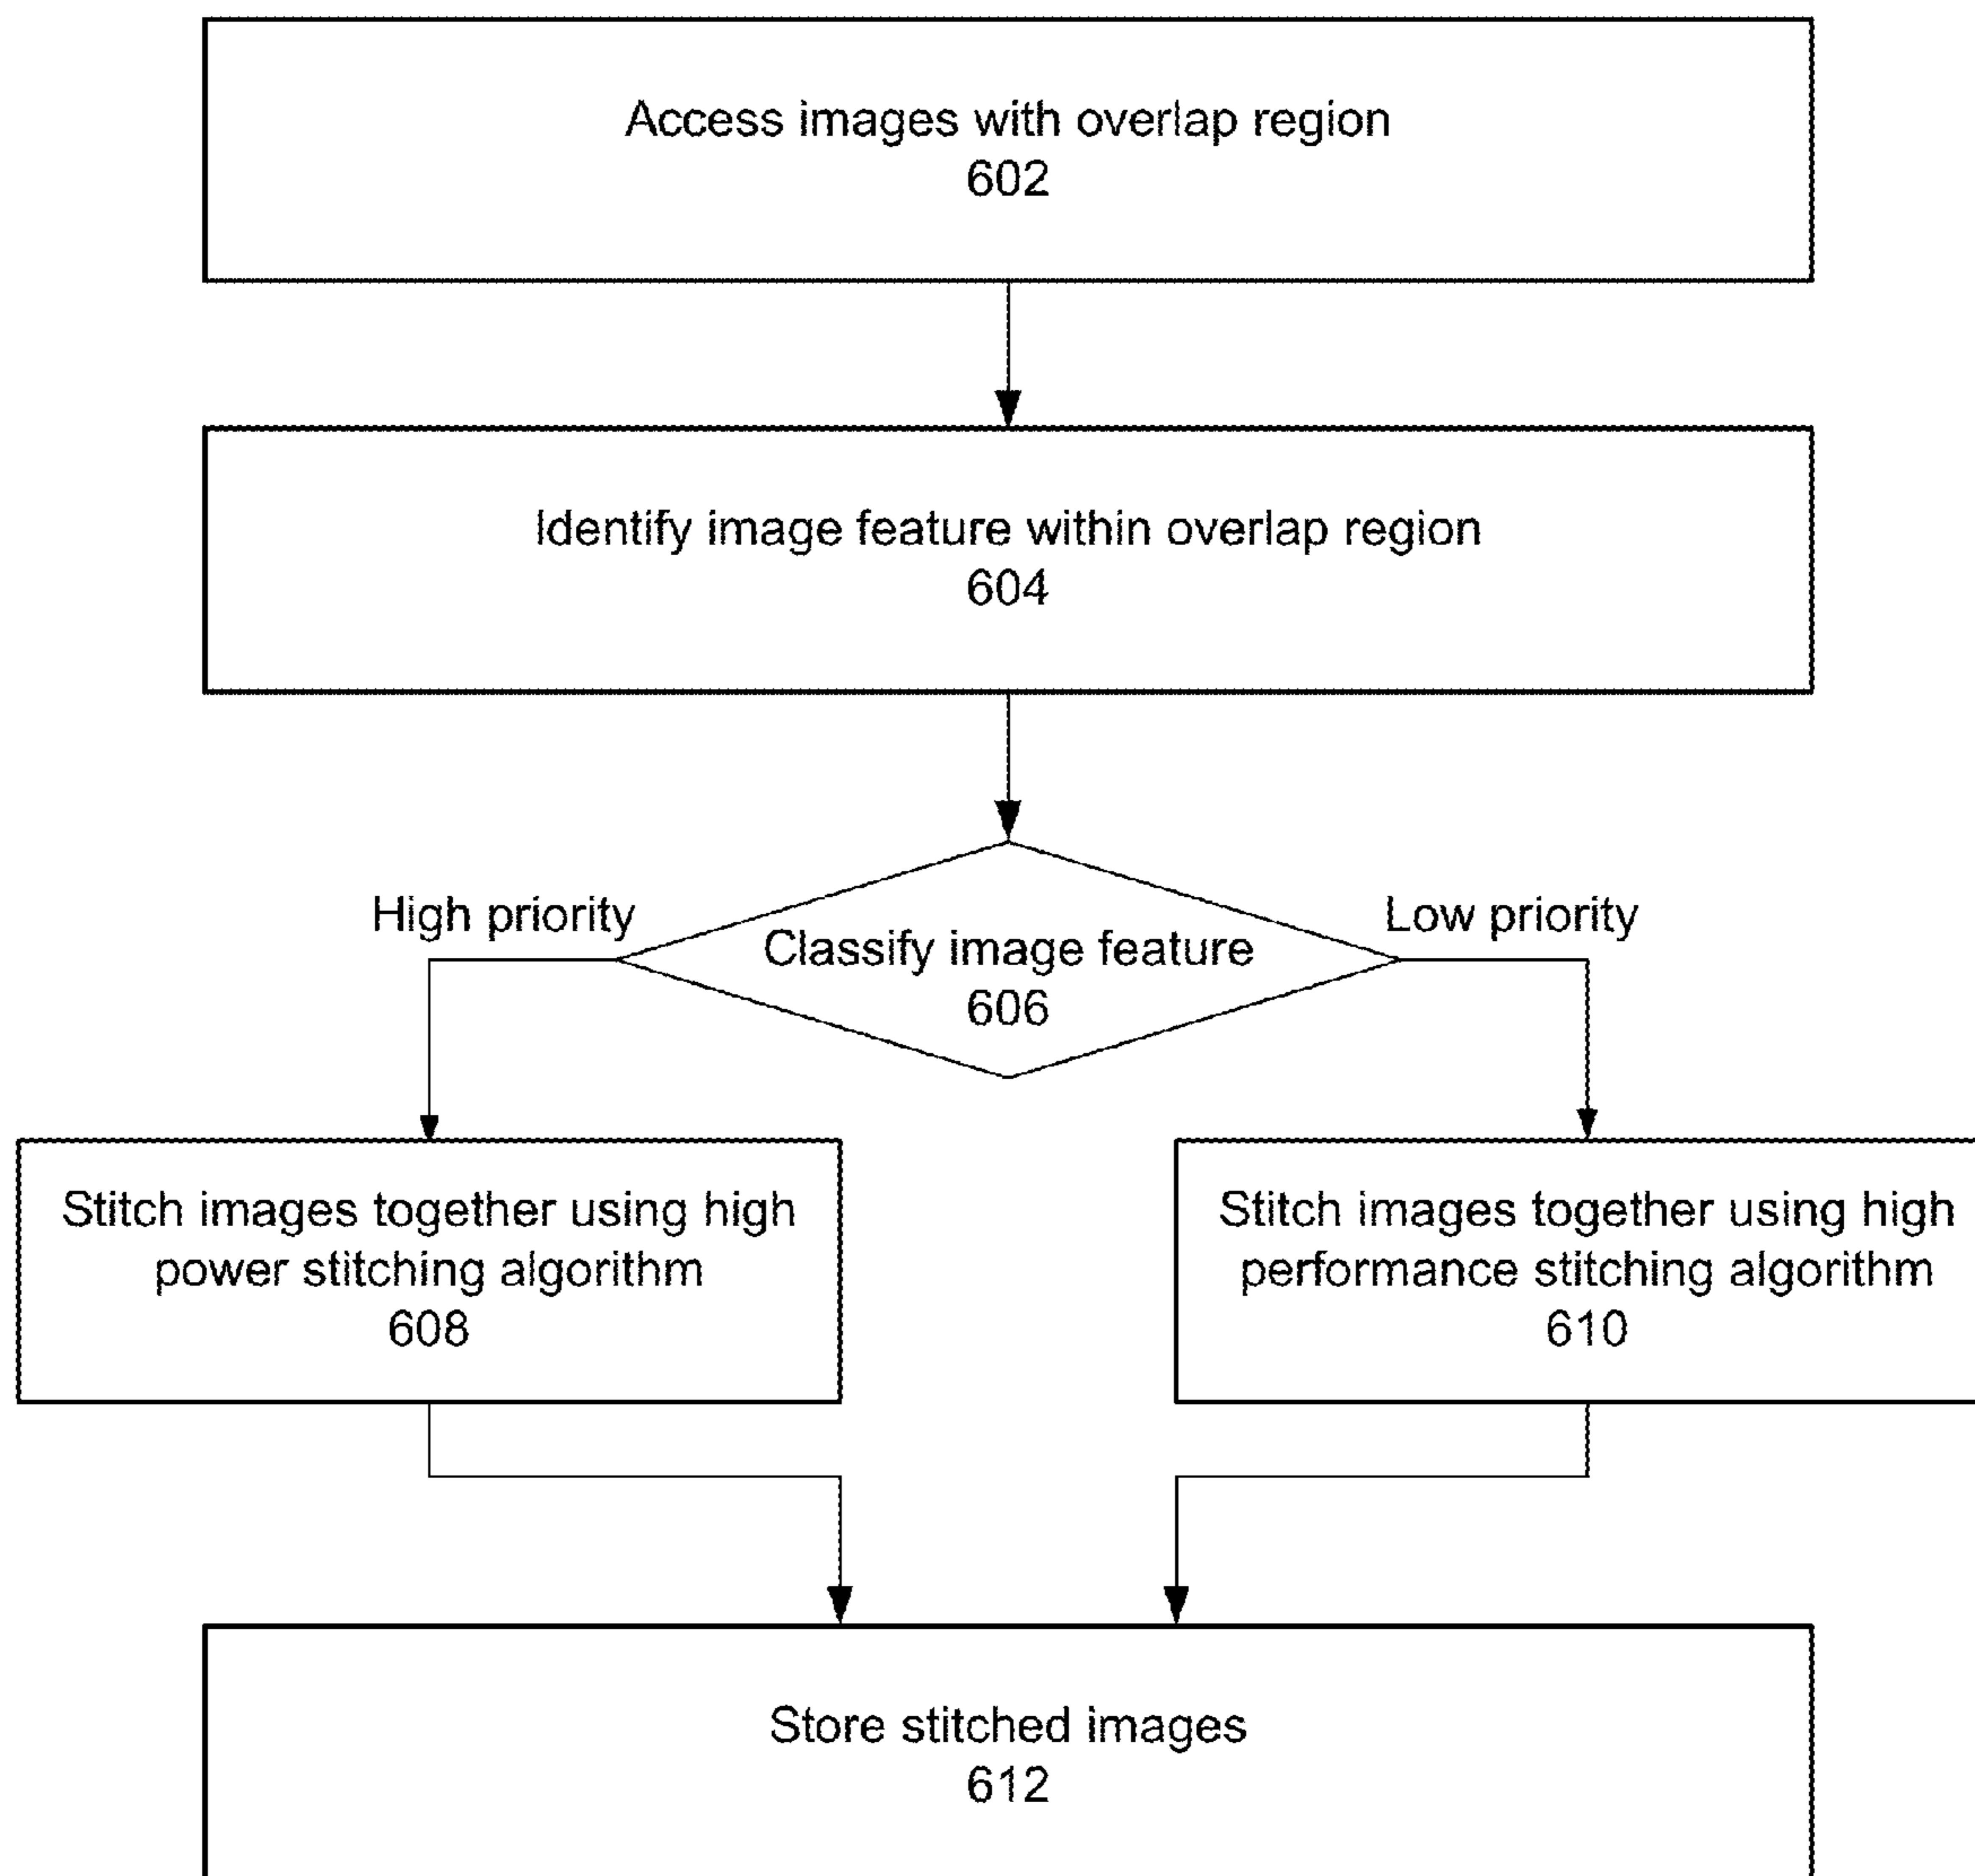 Access images with overlap region
602
Identify image feature within overlap region
604
High priority
Low priority
Classify image feature
606
Stitch images together using high
power stitching algorithm
608
Stitch images together using high
performance stitching algorithm
610
Store stitched images
612